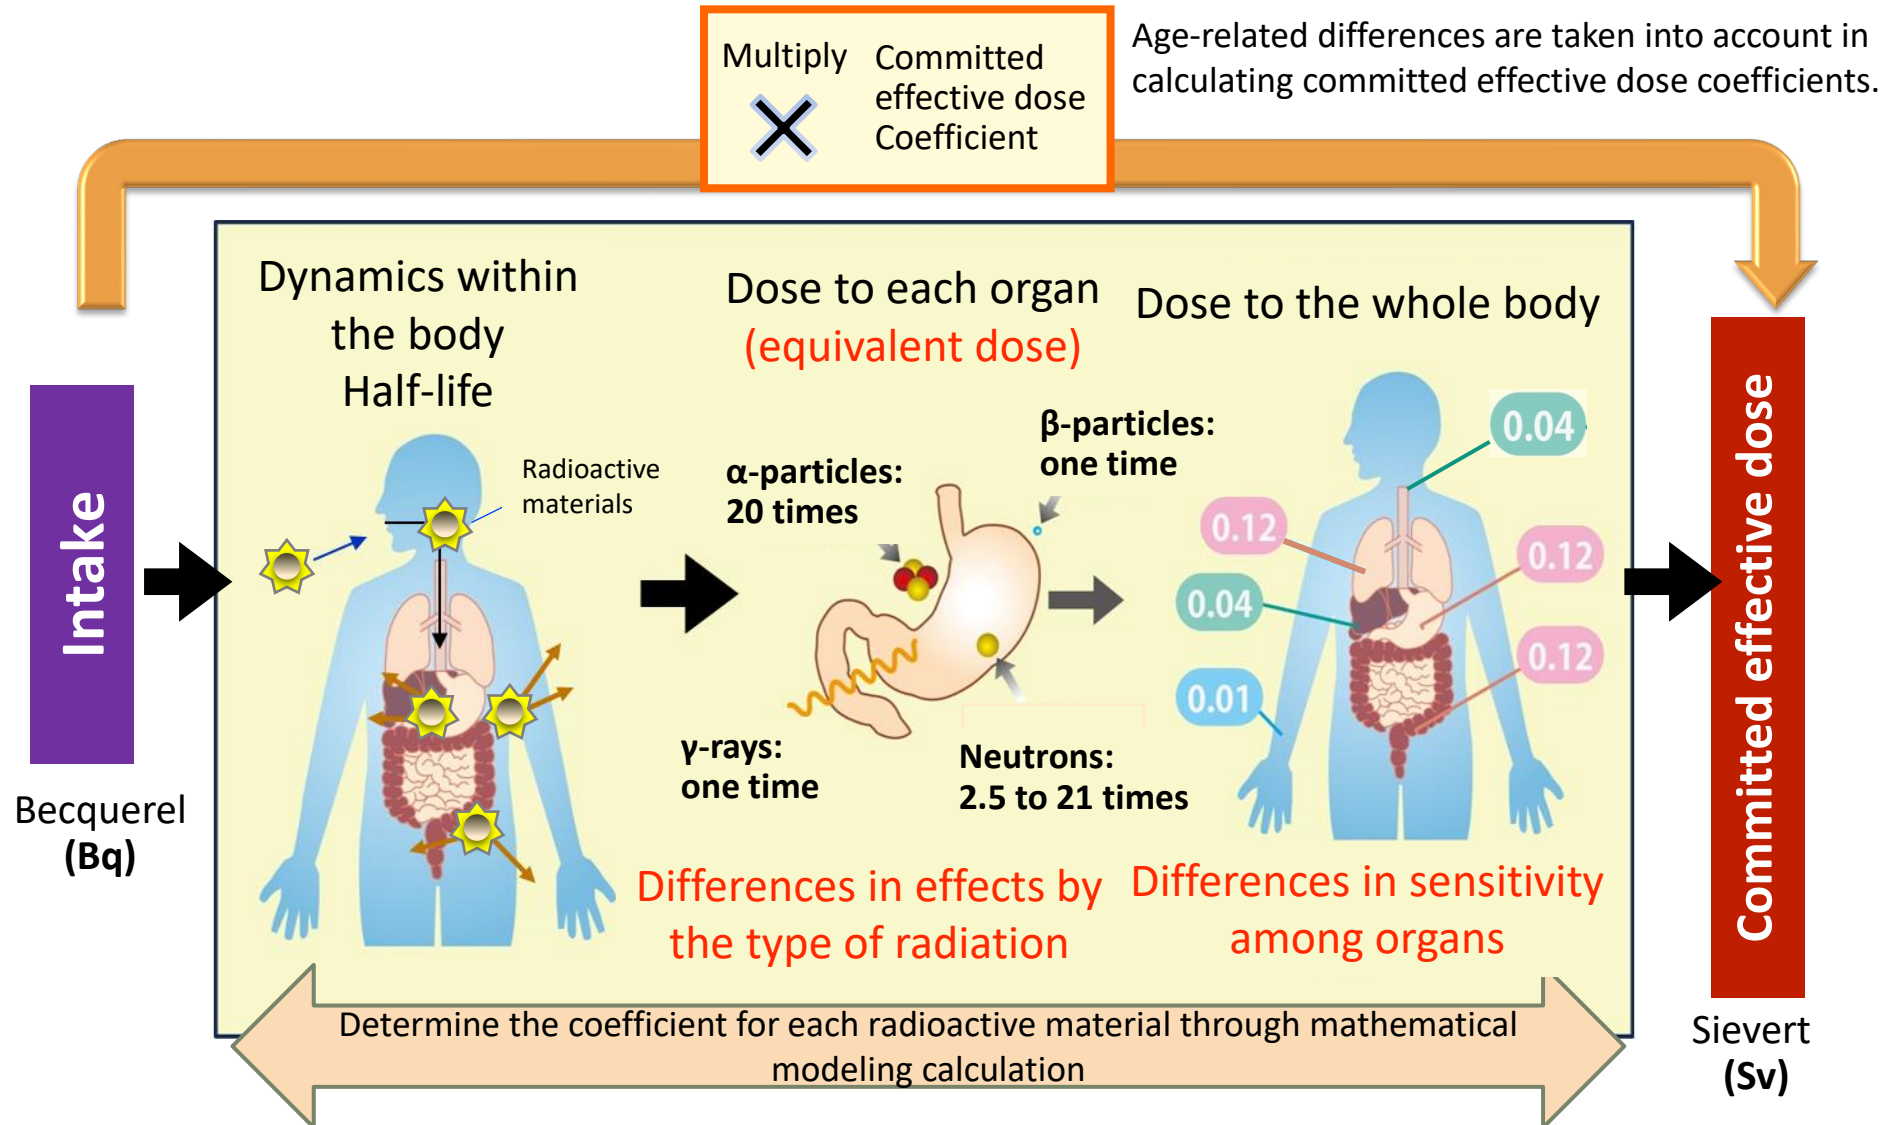 Multiply
Committed
effective dose
Coefficient
Age-related differences are taken into account in
calculating committed effective dose coefficients.
Intake
Becquerel
(Bq)
Dynamics within
the body
Half-life
Radioactive
materials
Dose to each organ
(equivalent dose)
α-particles:
20 times
β-particles:
one time
γ-rays:
one time
Neutrons:
2.5 to 21 times
Differences in effects by
the type of radiation
Dose to the whole body
0.04
0.12
0.12
0.04
0.12
0.01
Differences in sensitivity
among organs
Determine the coefficient for each radioactive material through mathematical
modeling calculation
Committed effective dose
Sievert
(Sv)